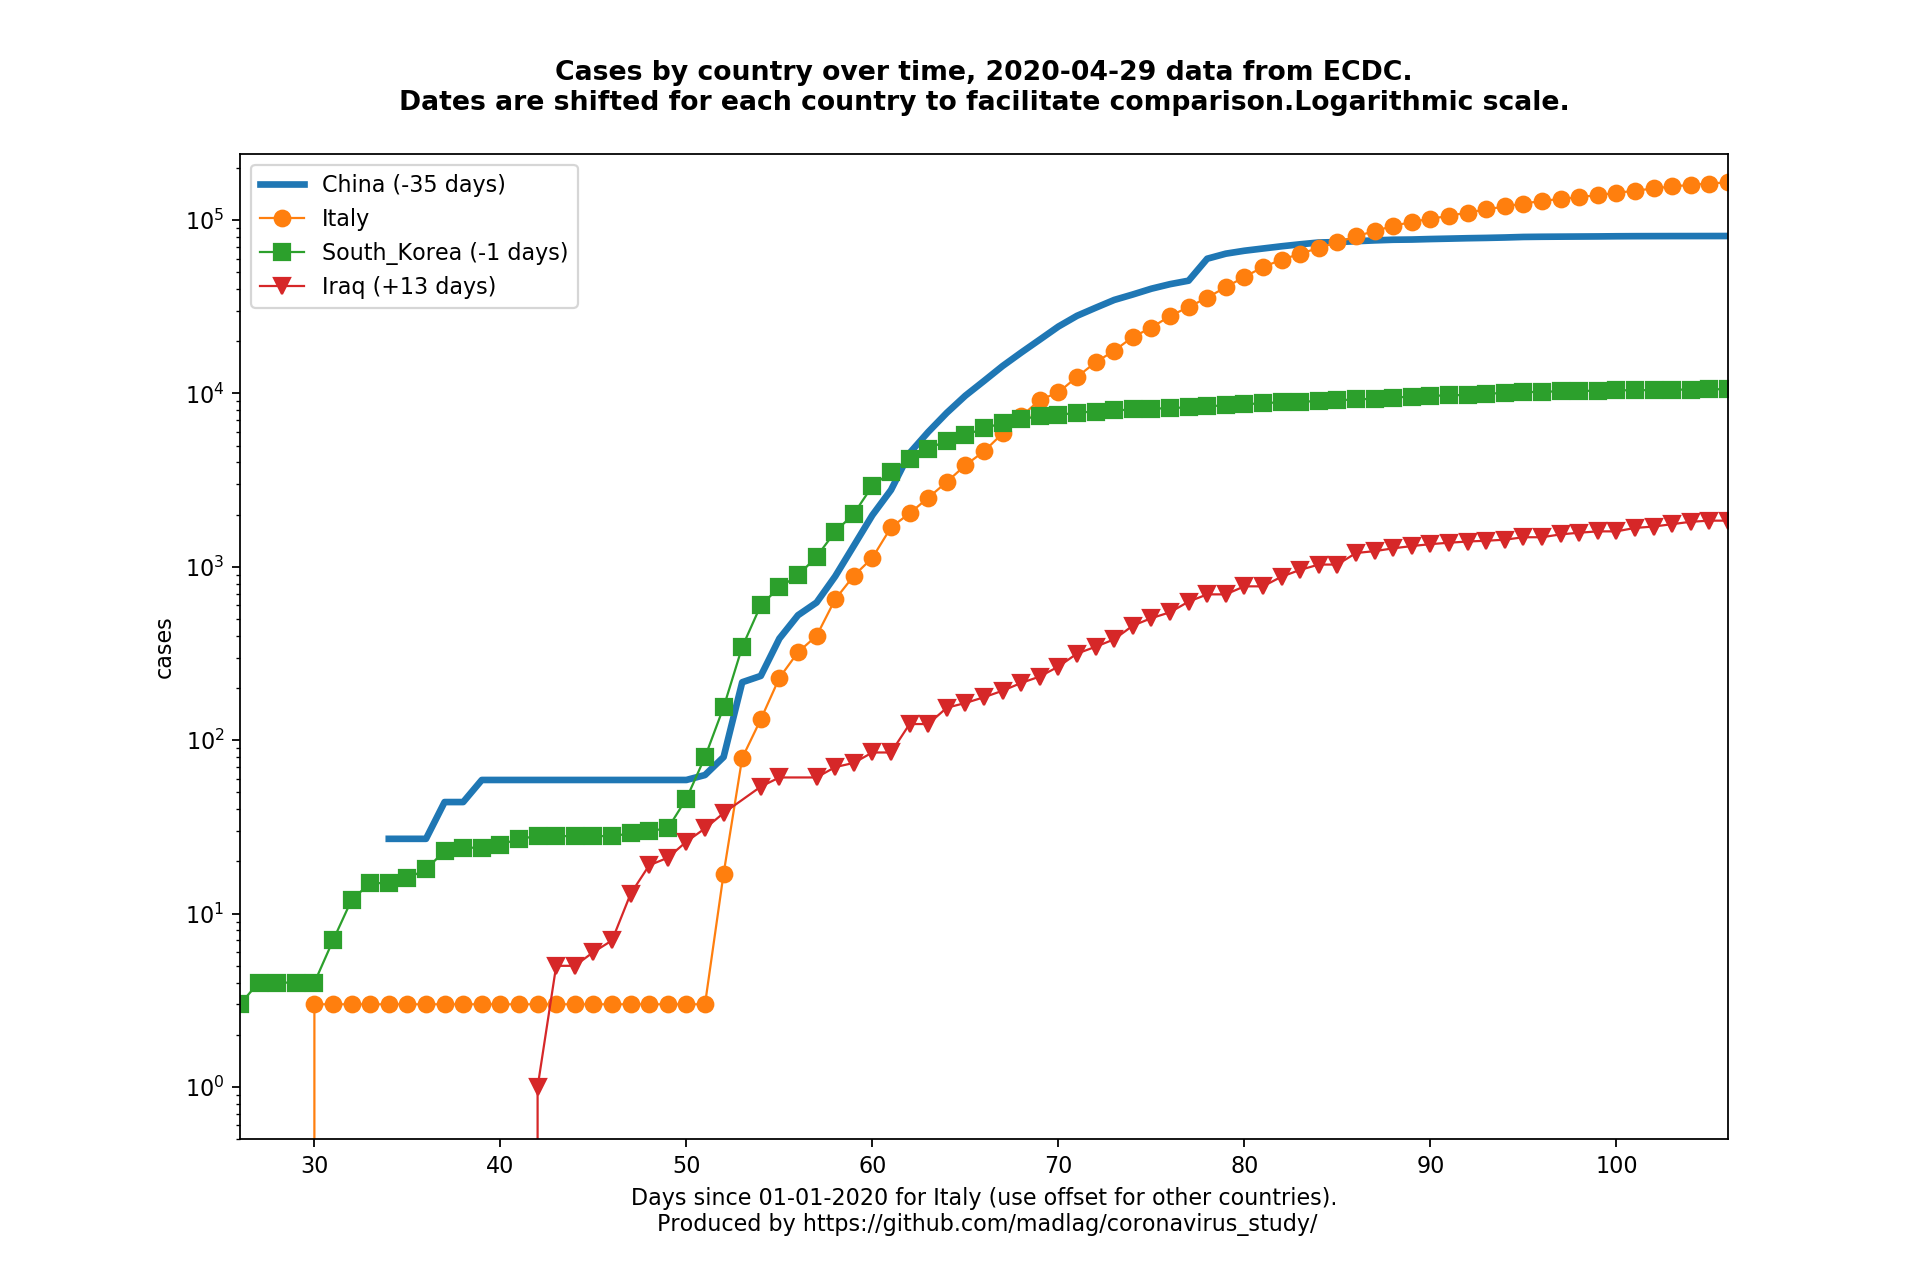 Cases by country over time, 2020-04-29 data from ECDC.
Dates are shifted for each country to facilitate comparison.Logarithmic scale.
China (-35 days)
Italy
South_Korea (-1 days)
Iraq (+13 days)
cases
10^5
10^4
10^3
10^2
10^1
10^0
30 40 50 60 70 80 90 100
Days since 01-01-2020 for Italy (use offset for other countries).
Produced by https://github.com/madlag/coronavirus_study/